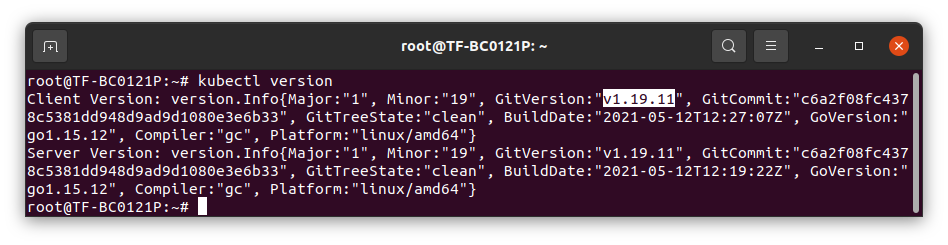 root@TF-BC0121P: ~
root@TF-BC0121P:~# kubectl version
Client Version: version.Info{Major:"1", Minor:"19", GitVersion:"v1.19.11", GitCommit:"c6a2f08fc437
8c5381dd948d9ad9d1080e3e6b33", GitTreeState:"clean", BuildDate:"2021-05-12T12:27:07Z", GoVersion:"
go1.15.12", Compiler:"gc", Platform:"linux/amd64"}
Server Version: version.Info{Major:"1", Minor:"19", GitVersion:"v1.19.11", GitCommit:"c6a2f08fc437
8c5381dd948d9ad9d1080e3e6b33", GitTreeState:"clean", BuildDate:"2021-05-12T12:19:22Z", GoVersion:"
go1.15.12", Compiler:"gc", Platform:"linux/amd64"}
root@TF-BC0121P:~#